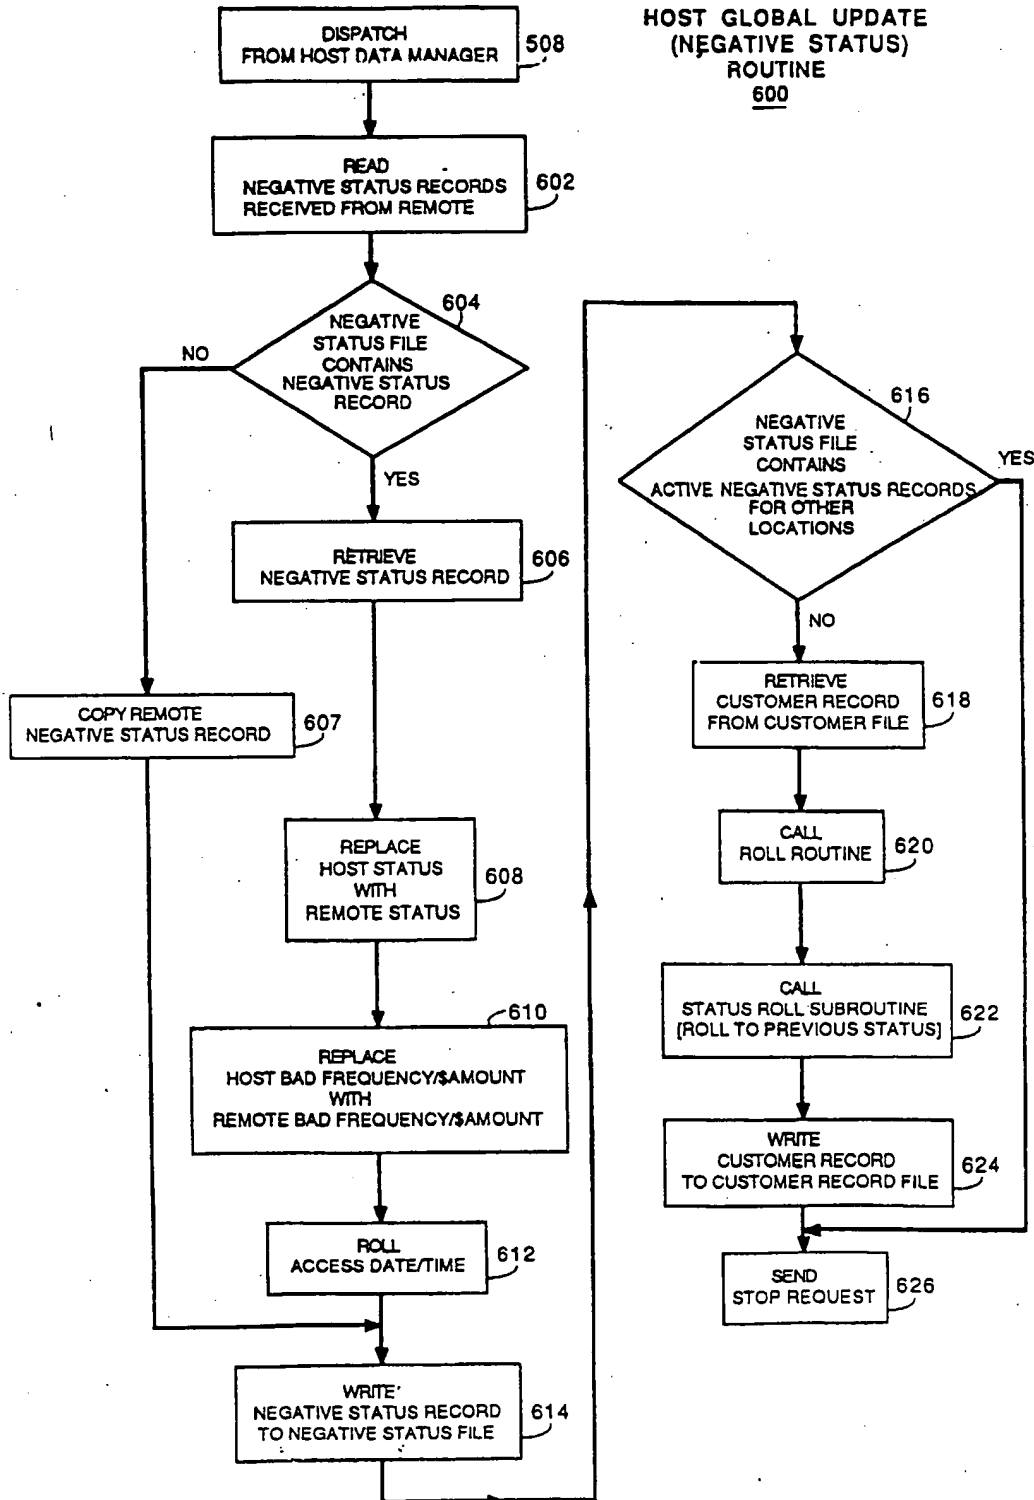 HOST GLOBAL UPDATE
(NEGATIVE STATUS)
ROUTINE
600
DISPATCH
FROM HOST DATA MANAGER
508
READ
NEGATIVE STATUS RECORDS
RECEIVED FROM REMOTE
602
604
NEGATIVE
STATUS FILE
CONTAINS
NEGATIVE STATUS
RECORD
NO
YES
RETRIEVE
NEGATIVE STATUS RECORD
606
COPY REMOTE
NEGATIVE STATUS RECORD
607
REPLACE
HOST STATUS
WITH
REMOTE STATUS
608
610
REPLACE
HOST BAD FREQUENCY/$AMOUNT
WITH
REMOTE BAD FREQUENCY/$AMOUNT
ROLL
ACCESS DATE/TIME
612
WRITE
NEGATIVE STATUS RECORD
TO NEGATIVE STATUS FILE
614
616
NEGATIVE
STATUS FILE
CONTAINS
ACTIVE NEGATIVE STATUS RECORDS
FOR OTHER
LOCATIONS
YES
NO
RETRIEVE
CUSTOMER RECORD
FROM CUSTOMER FILE
618
CALL
ROLL ROUTINE
620
CALL
STATUS ROLL SUBROUTINE
[ROLL TO PREVIOUS STATUS]
622
WRITE
CUSTOMER RECORD
TO CUSTOMER RECORD FILE
624
SEND
STOP REQUEST
626